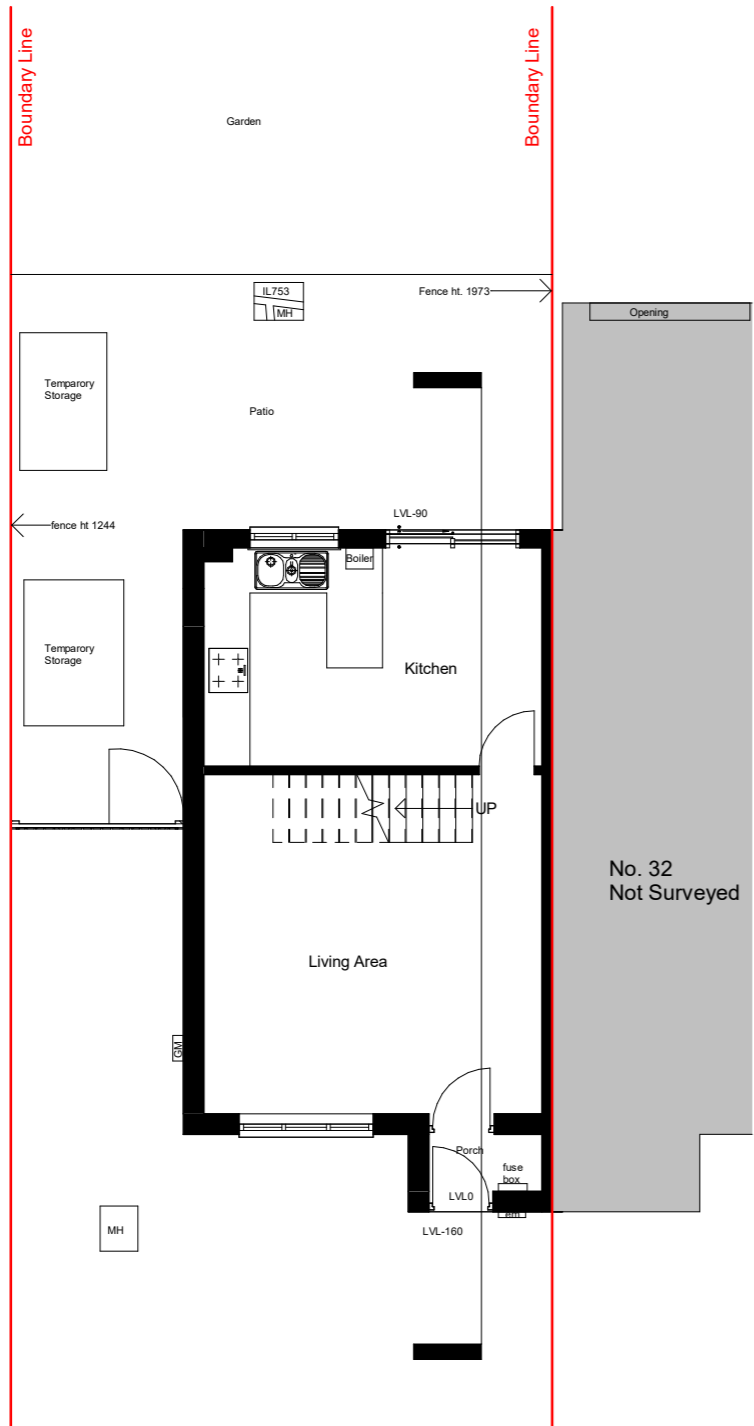 Boundary Line
Boundary Line
Garden
IL753
MH
Fence ht. 1973
Opening
Temparory
Storage
Patio
LVL-90
fence ht 1244
Boiler
Temparory
Storage
Kitchen
UP
No. 32
Not Surveyed
Living Area
GM
Porch
fuse
box
LVL0
em
MH
LVL-160